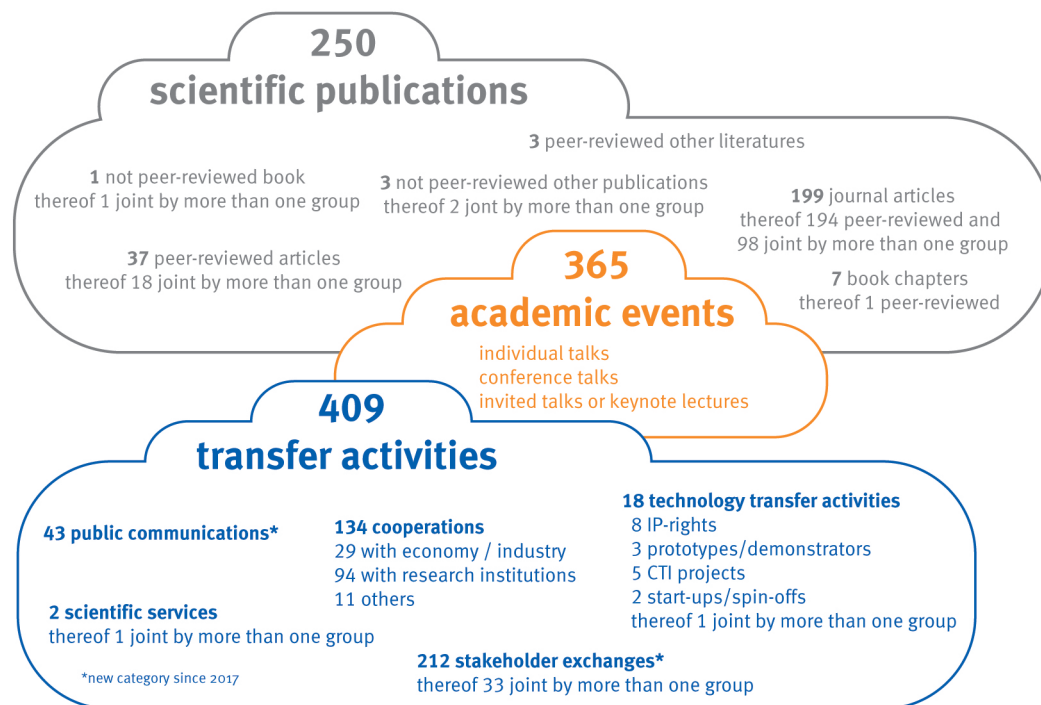 250
scientific publications
3 peer-reviewed other literatures
1 not peer-reviewed book
thereof 1 joint by more than one group
3 not peer-reviewed other publications
thereof 2 jont by more than one group
199 journal articles
thereof 194 peer-reviewed and
98 joint by more than one group
37 peer-reviewed articles
thereof 18 joint by more than one group
7 book chapters
thereof 1 peer-reviewed
365
academic events
individual talks
conference talks
invited talks or keynote lectures
409
transfer activities
43 public communications*
134 cooperations
29 with economy / industry
94 with research institutions
11 others
18 technology transfer activities
8 IP-rights
3 prototypes/demonstrators
5 CTI projects
2 start-ups/spin-offs
thereof 1 joint by more than one group
2 scientific services
thereof 1 joint by more than one group
212 stakeholder exchanges*
thereof 33 joint by more than one group
*new category since 2017